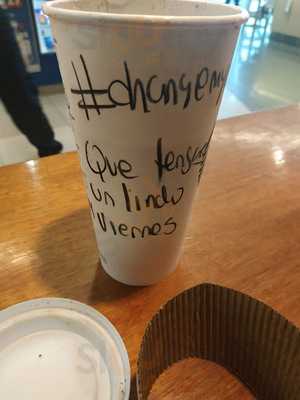 #changemy
Que tengas
un lindo
viernes